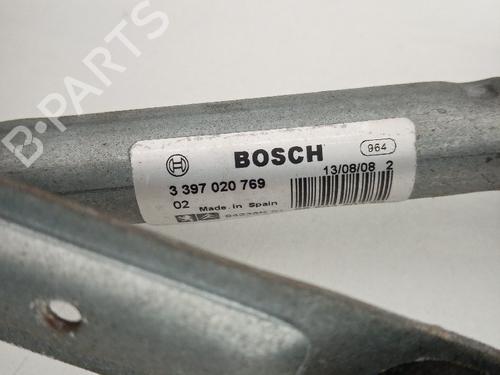 B-PARTS
BOSCH
964
3 397 020 769
13/08/08 2
02 Made in Spain